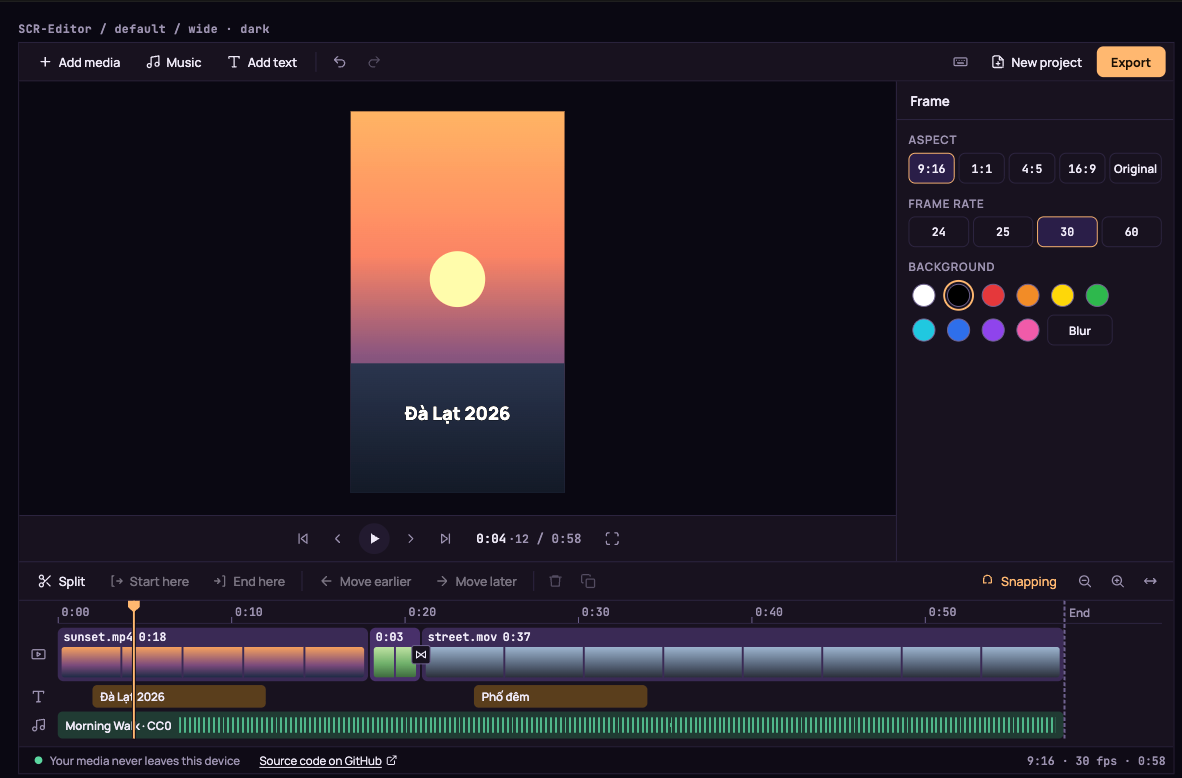 SCR-Editor / default / wide · dark
Add media Music Add text New project Export
Frame
ASPECT
9:16 1:1 4:5 16:9 Original
FRAME RATE
24 25 30 60
BACKGROUND
Blur
Đà Lạt 2026
0:04·12 / 0:58
Split Start here End here Move earlier Move later Snapping
0:00 0:10 0:20 0:30 0:40 0:50 End
sunset.mp4 0:18 0:03 street.mov 0:37
Đà Lạt 2026 Phố đêm
Morning Walk · CC0
Your media never leaves this device Source code on GitHub 9:16 · 30 fps · 0:58